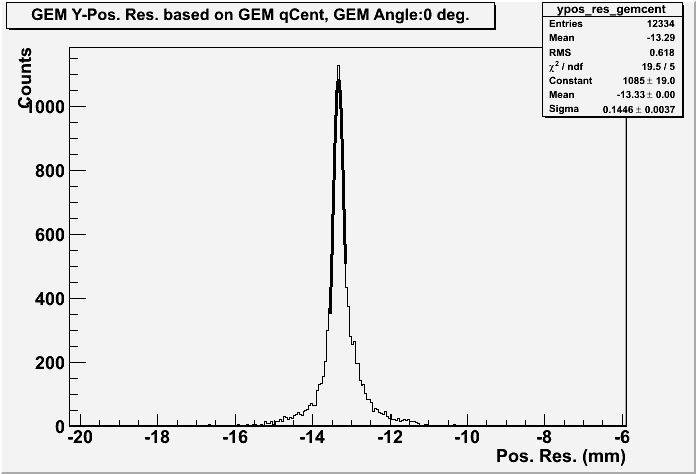 GEM Y-Pos. Res. based on GEM qCent, GEM Angle:0 deg.
ypos_res_gemcent
Entries 12334
Mean -13.29
RMS 0.618
χ² / ndf 19.5 / 5
Constant 1085 ± 19.0
Mean -13.33 ± 0.00
Sigma 0.1446 ± 0.0037
Counts
1000
800
600
400
200
0
-20 -18 -16 -14 -12 -10 -8 -6
Pos. Res. (mm)